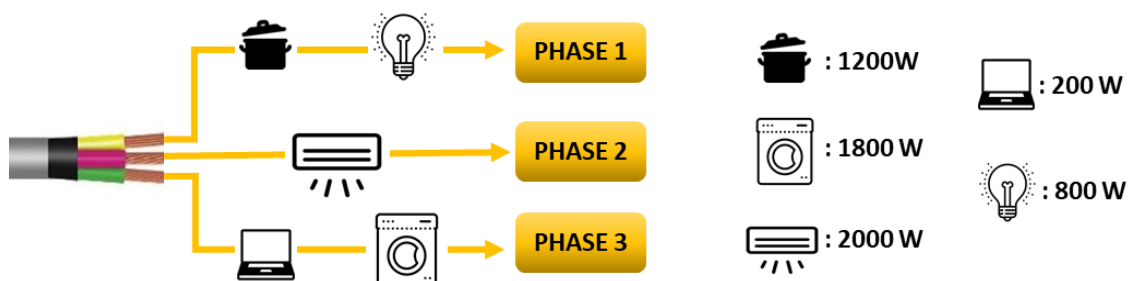 PHASE 1
PHASE 2
PHASE 3
: 1200W
: 1800 W
: 2000 W
: 200 W
: 800 W